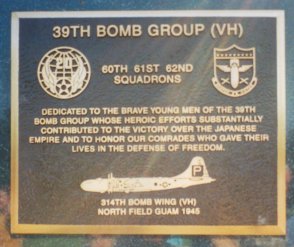 39TH BOMB GROUP (VH)
60TH 61ST 62ND
SQUADRONS
DEDICATED TO THE BRAVE YOUNG MEN OF THE 39TH
BOMB GROUP WHOSE HEROIC EFFORTS SUBSTANTIALLY
CONTRIBUTED TO THE VICTORY OVER THE JAPANESE
EMPIRE AND TO HONOR OUR COMRADES WHO GAVE THEIR
LIVES IN THE DEFENSE OF FREEDOM.
P
314TH BOMB WING (VH)
NORTH FIELD GUAM 1945